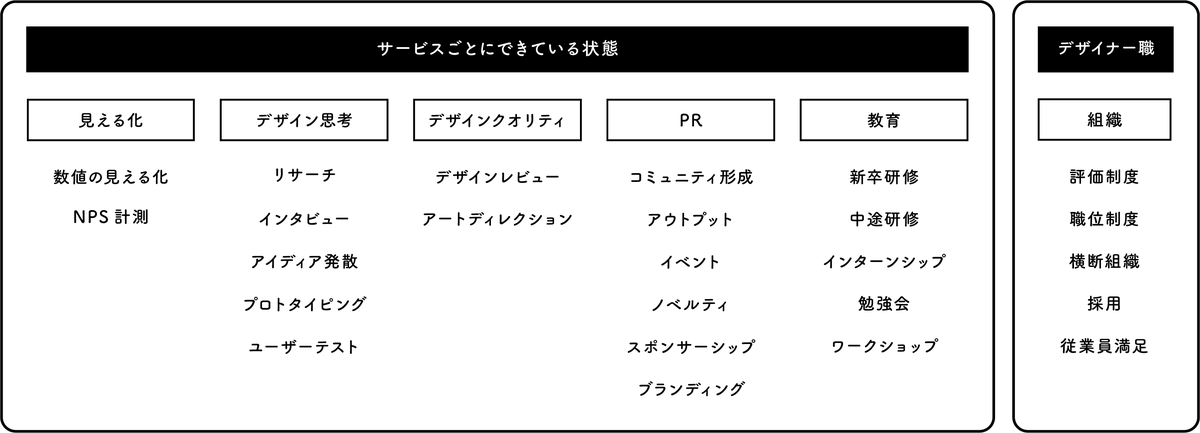 サービスごとにできている状態
見える化
数値の見える化
NPS 計測
デザイン思考
リサーチ
インタビュー
アイディア発散
プロトタイピング
ユーザーテスト
デザインクオリティ
デザインレビュー
アートディレクション
PR
コミュニティ形成
アウトプット
イベント
ノベルティ
スポンサーシップ
ブランディング
教育
新卒研修
中途研修
インターンシップ
勉強会
ワークショップ
デザイナー職
組織
評価制度
職位制度
横断組織
採用
従業員満足